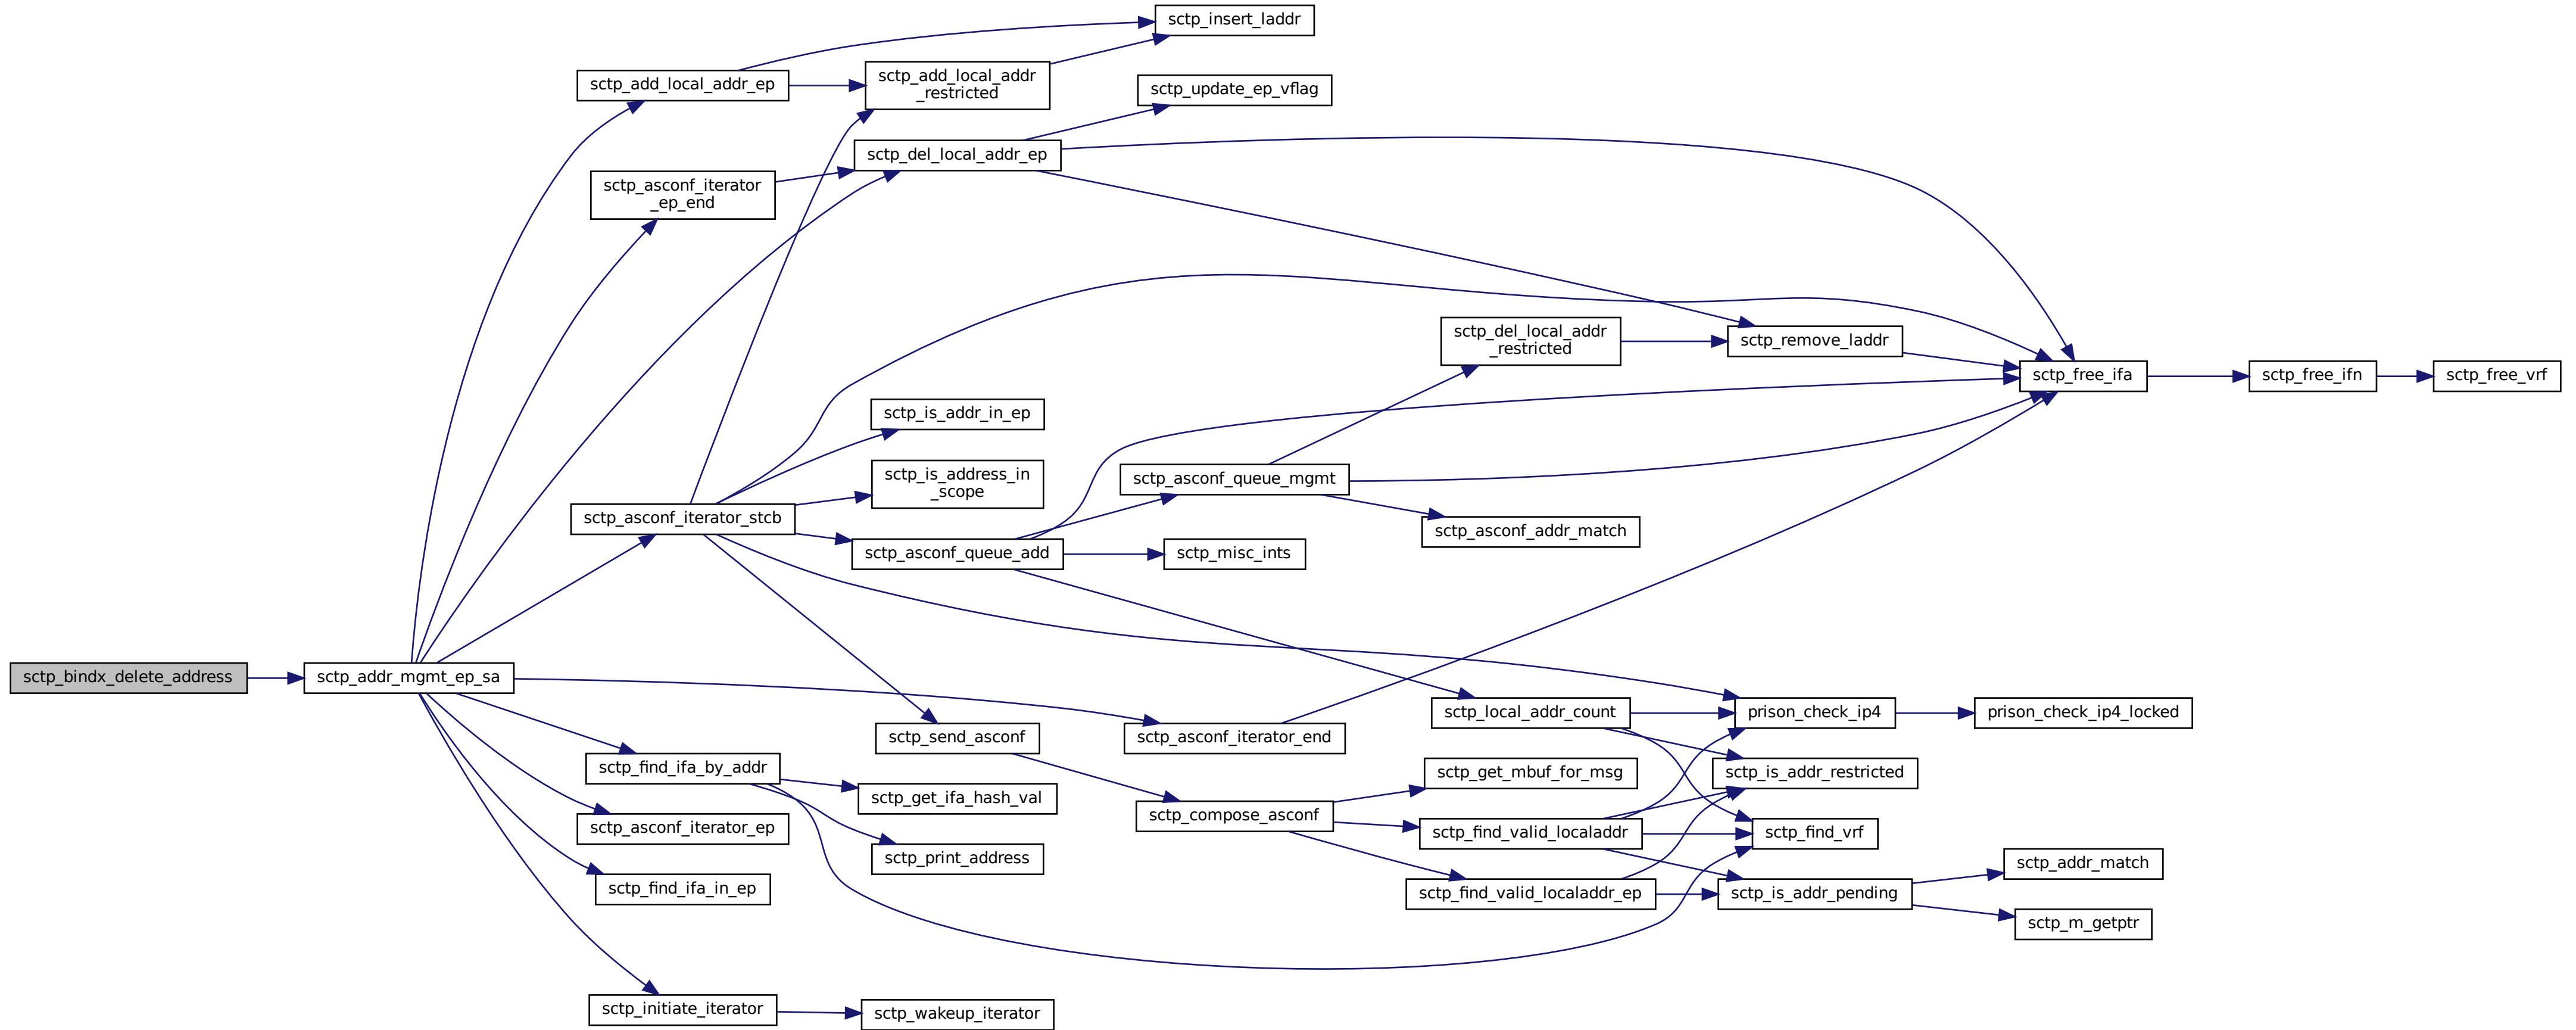 sctp_insert_laddr
sctp_add_local_addr_ep
sctp_add_local_addr
_restricted
sctp_update_ep_vflag
sctp_del_local_addr_ep
sctp_asconf_iterator
_ep_end
sctp_del_local_addr
_restricted
sctp_remove_laddr
sctp_free_ifa
sctp_free_ifn
sctp_free_vrf
sctp_is_addr_in_ep
sctp_is_address_in
_scope
sctp_asconf_queue_mgmt
sctp_asconf_iterator_stcb
sctp_asconf_addr_match
sctp_asconf_queue_add
sctp_misc_ints
sctp_bindx_delete_address
sctp_addr_mgmt_ep_sa
sctp_local_addr_count
prison_check_ip4
prison_check_ip4_locked
sctp_send_asconf
sctp_asconf_iterator_end
sctp_find_ifa_by_addr
sctp_get_mbuf_for_msg
sctp_is_addr_restricted
sctp_get_ifa_hash_val
sctp_compose_asconf
sctp_asconf_iterator_ep
sctp_find_valid_localaddr
sctp_find_vrf
sctp_print_address
sctp_addr_match
sctp_find_ifa_in_ep
sctp_find_valid_localaddr_ep
sctp_is_addr_pending
sctp_m_getptr
sctp_initiate_iterator
sctp_wakeup_iterator